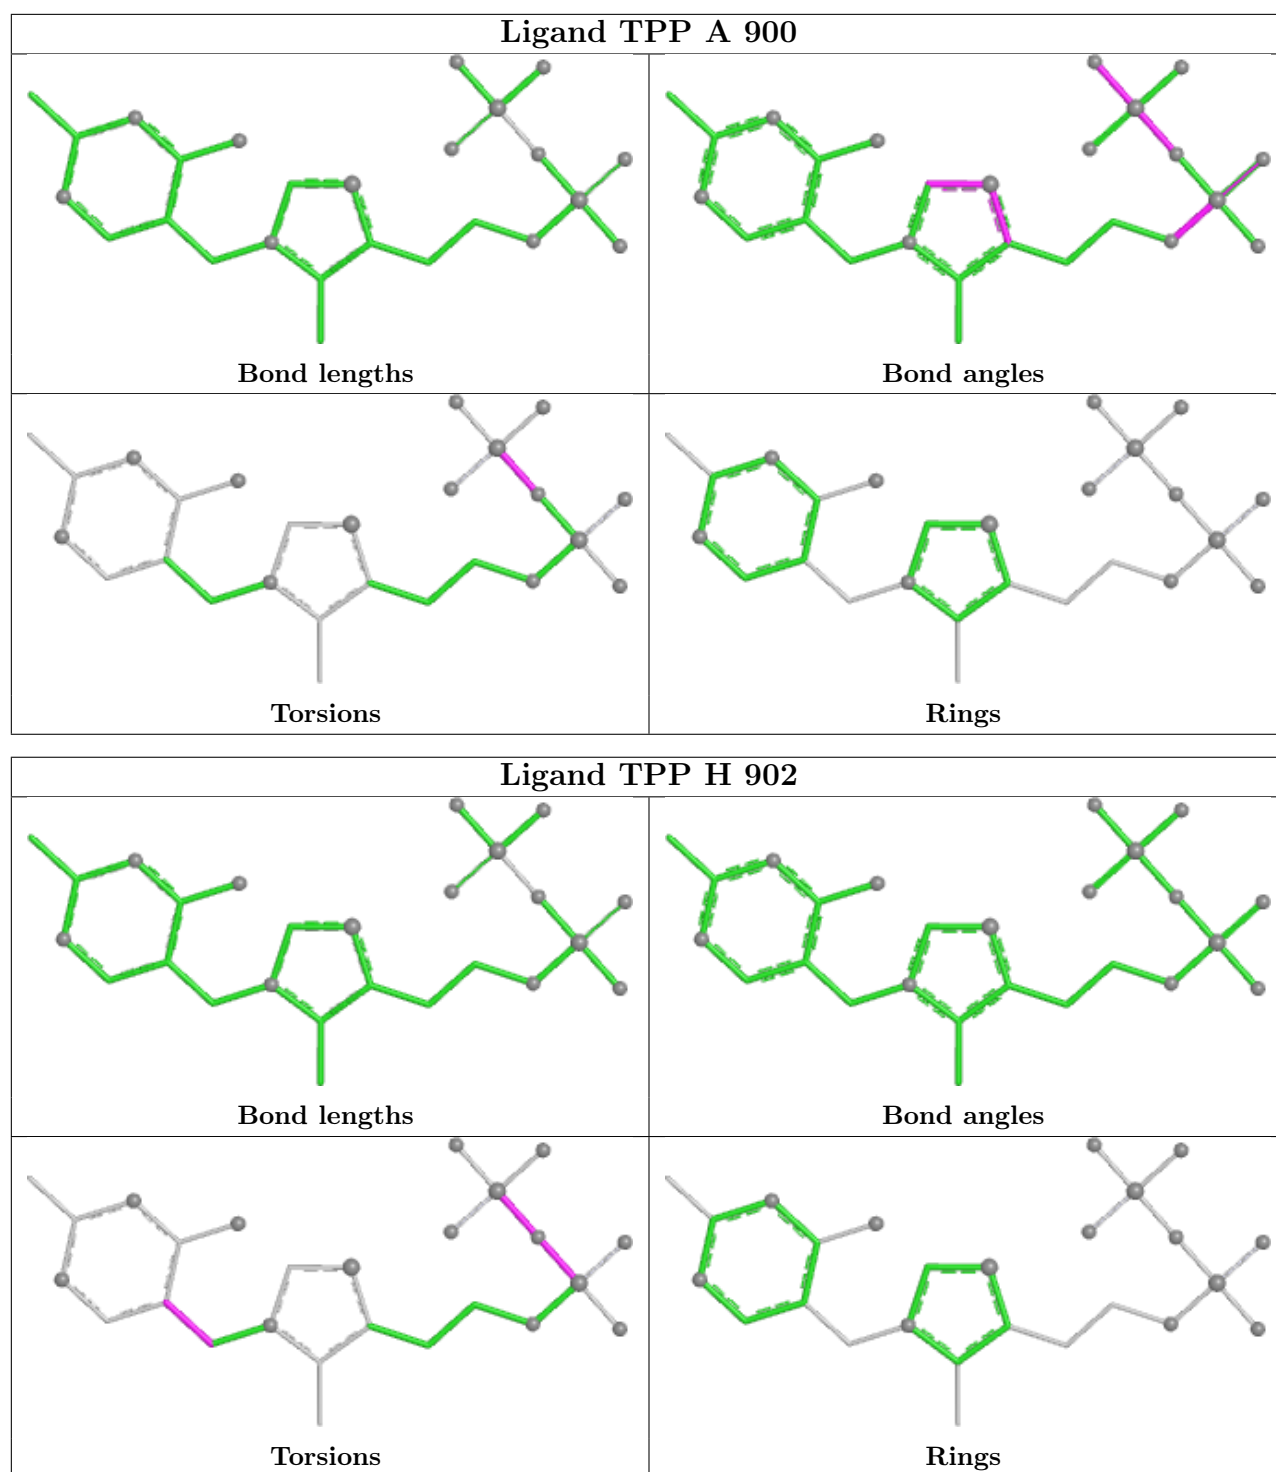 Ligand TPP A 900
Bond lengths
Bond angles
Torsions
Rings
Ligand TPP H 902
Bond lengths
Bond angles
Torsions
Rings